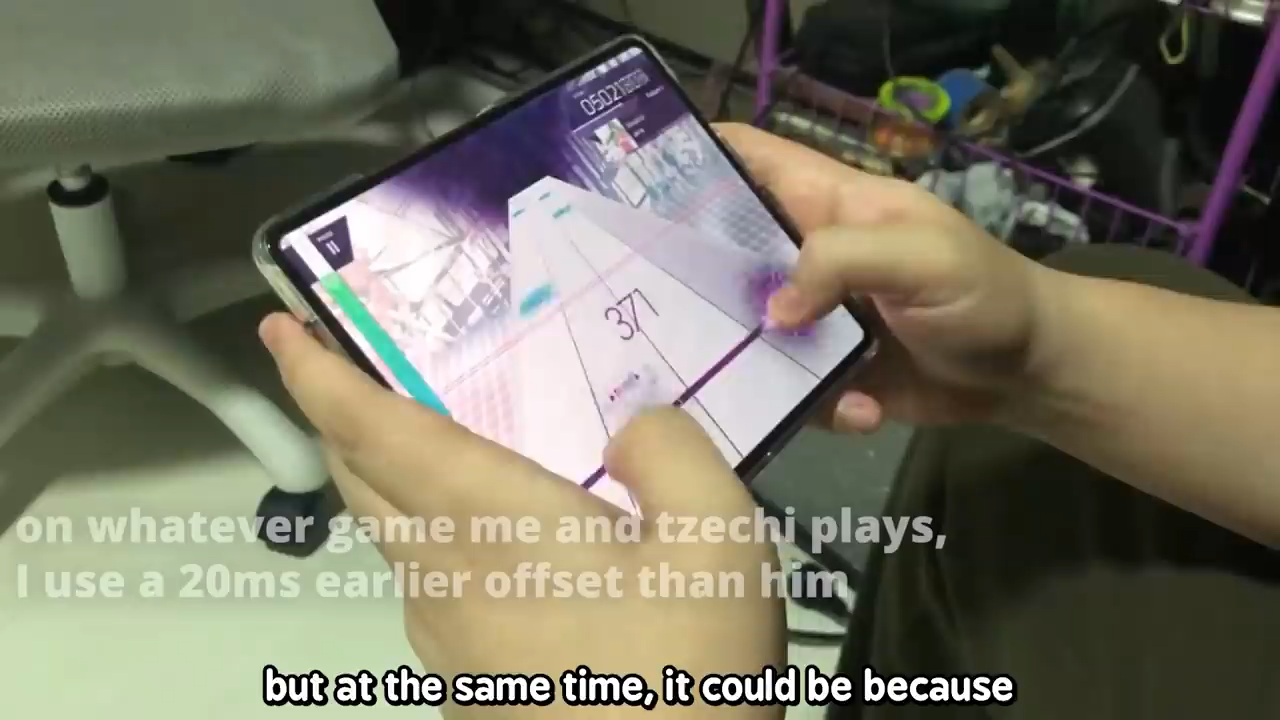 11
371
on whatever game me and tzechi plays,
I use a 20ms earlier offset than him
but at the same time, it could be because